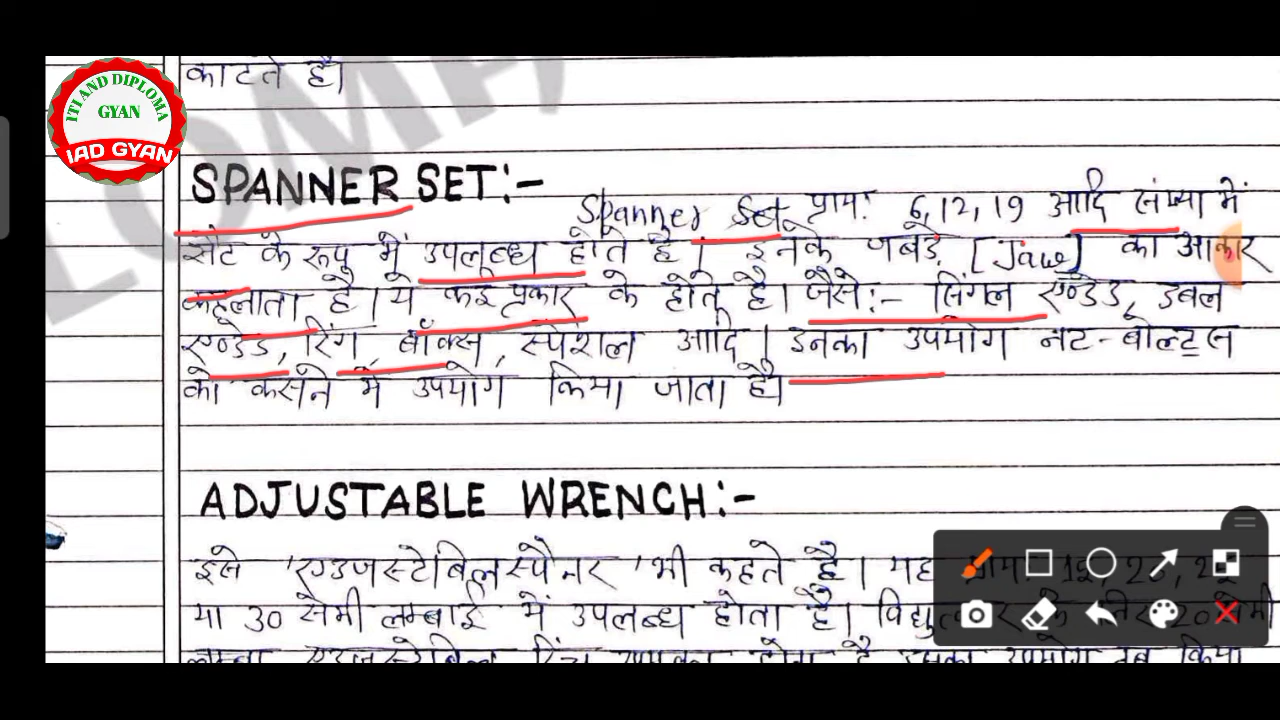 काटते है।
ITI AND DIPLOMA
GYAN
IAD GYAN
SPANNER SET:-
Spanner Set प्राय: 6,12,19 आदि संख्या में
सेट के रूप में उपलब्ध होते है। इनके जबड़े [Jaw] का आकार
कहलाता है। ये कई प्रकार के होते है। जैसे:- सिंगल एण्डेड, डबल
एण्डेड, रिंग, बॉक्स, स्पेशल आदि। इनका उपयोग नट-बोल्ट्स
को कसने में उपयोग किया जाता है।
ADJUSTABLE WRENCH:-
इसे 'एडजस्टेबिल स्पैनर' भी कहते है। यह
या 30 सेमी लम्बाई में उपलब्ध होता है। 20 सेमी